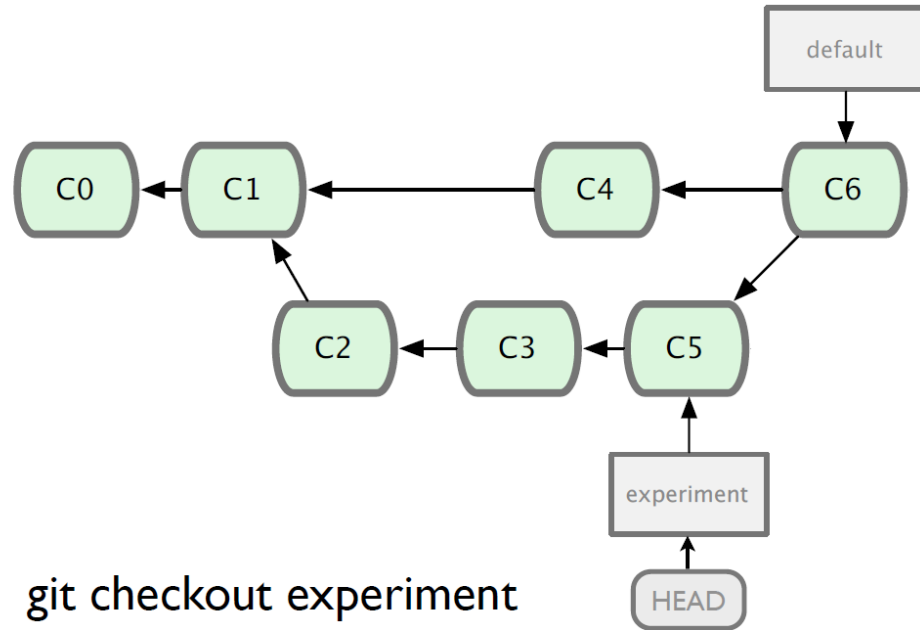 default
C0
C1
C4
C6
C2
C3
C5
experiment
git checkout experiment
HEAD